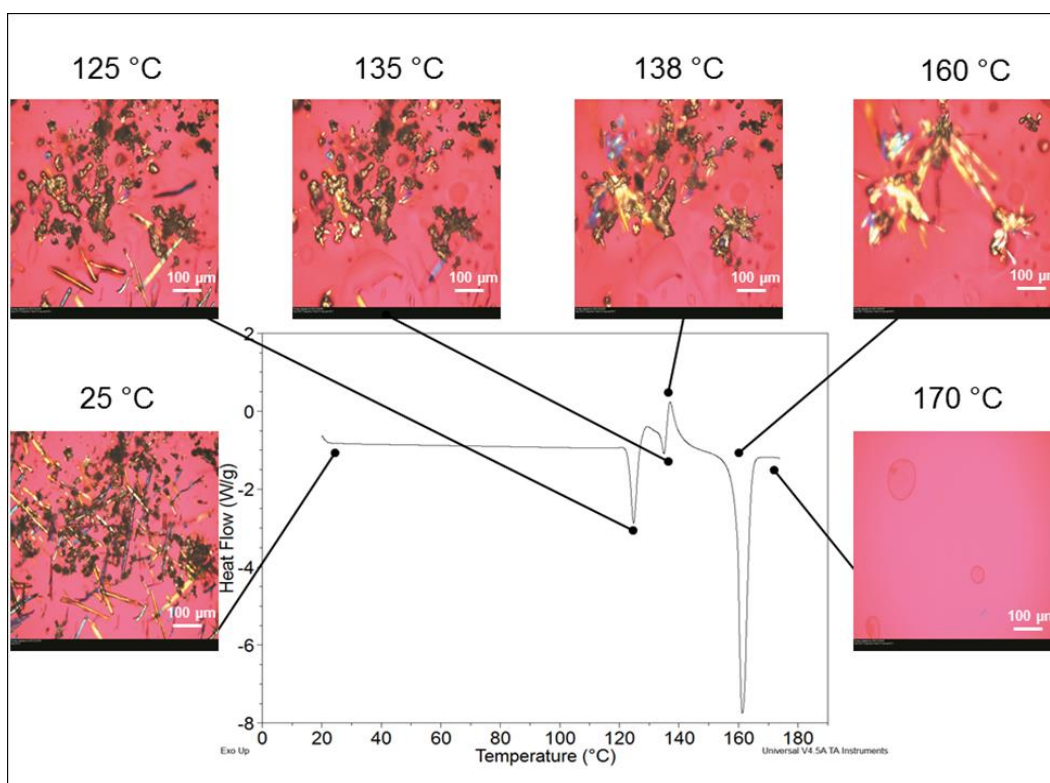 125 °C
135 °C
138 °C
160 °C
100 µm
100 µm
100 µm
100 µm
25 °C
170 °C
100 µm
100 µm
2
0
-2
-4
-6
-8
Heat Flow (W/g)
0
20
40
60
80
100
120
140
160
180
Exo Up
Temperature (°C)
Universal V4.5A TA Instruments